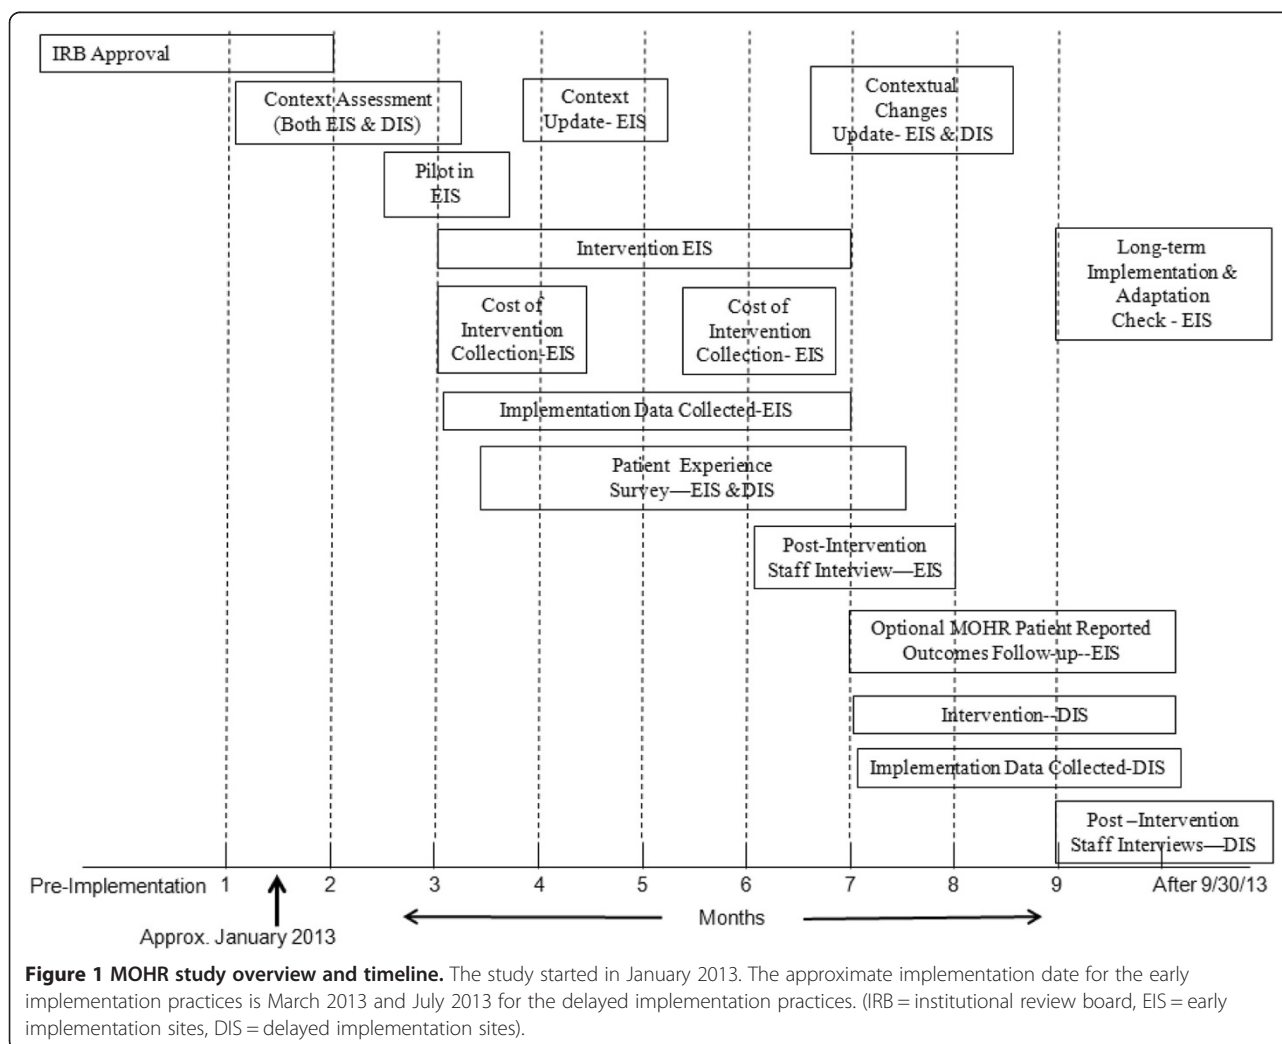 IRB Approval
Context Assessment
(Both EIS & DIS)
Context
Update- EIS
Contextual
Changes
Update- EIS & DIS
Pilot in
EIS
Intervention EIS
Long-term
Implementation &
Adaptation
Check - EIS
Cost of
Intervention
Collection-EIS
Cost of
Intervention
Collection- EIS
Implementation Data Collected-EIS
Patient Experience
Survey—EIS &DIS
Post-Intervention
Staff Interview—EIS
Optional MOHR Patient Reported
Outcomes Follow-up--EIS
Intervention--DIS
Implementation Data Collected-DIS
Post –Intervention
Staff Interviews—DIS
Pre-Implementation 1 2 3 4 5 6 7 8 9 After 9/30/13
Months
Approx. January 2013
Figure 1 MOHR study overview and timeline. The study started in January 2013. The approximate implementation date for the early
implementation practices is March 2013 and July 2013 for the delayed implementation practices. (IRB = institutional review board, EIS = early
implementation sites, DIS = delayed implementation sites).